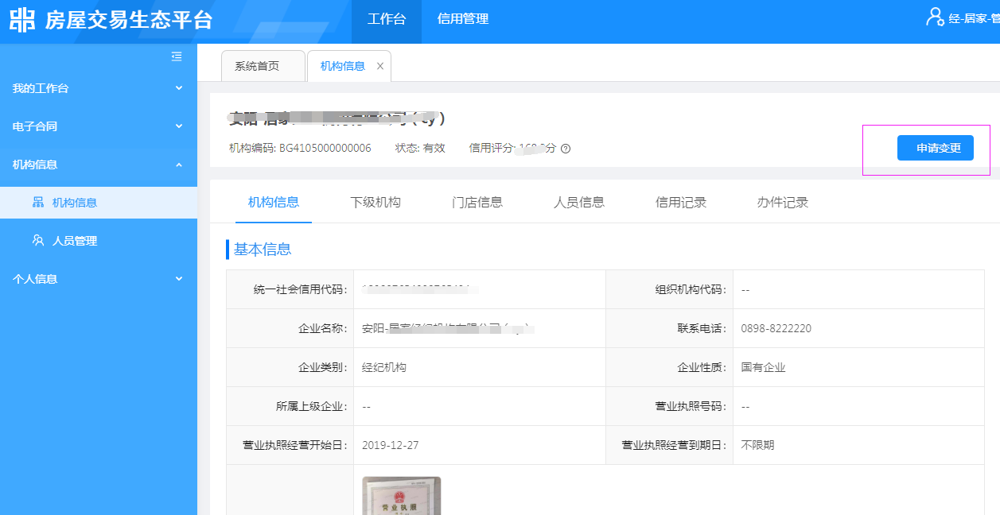 房屋交易生态平台 工作台 信用管理 经-居家-管
系统首页 机构信息
我的工作台
电子合同
机构信息
机构信息
人员管理
个人信息
机构编码: BG4105000000006 状态: 有效 信用评分: 分
申请变更
机构信息 下级机构 门店信息 人员信息 信用记录 办件记录
基本信息
统一社会信用代码: 组织机构代码: --
企业名称: 安阳- 联系电话: 0898-8222220
企业类别: 经纪机构 企业性质: 国有企业
所属上级企业: -- 营业执照号码: --
营业执照经营开始日: 2019-12-27 营业执照经营到期日: 不限期
营业执照